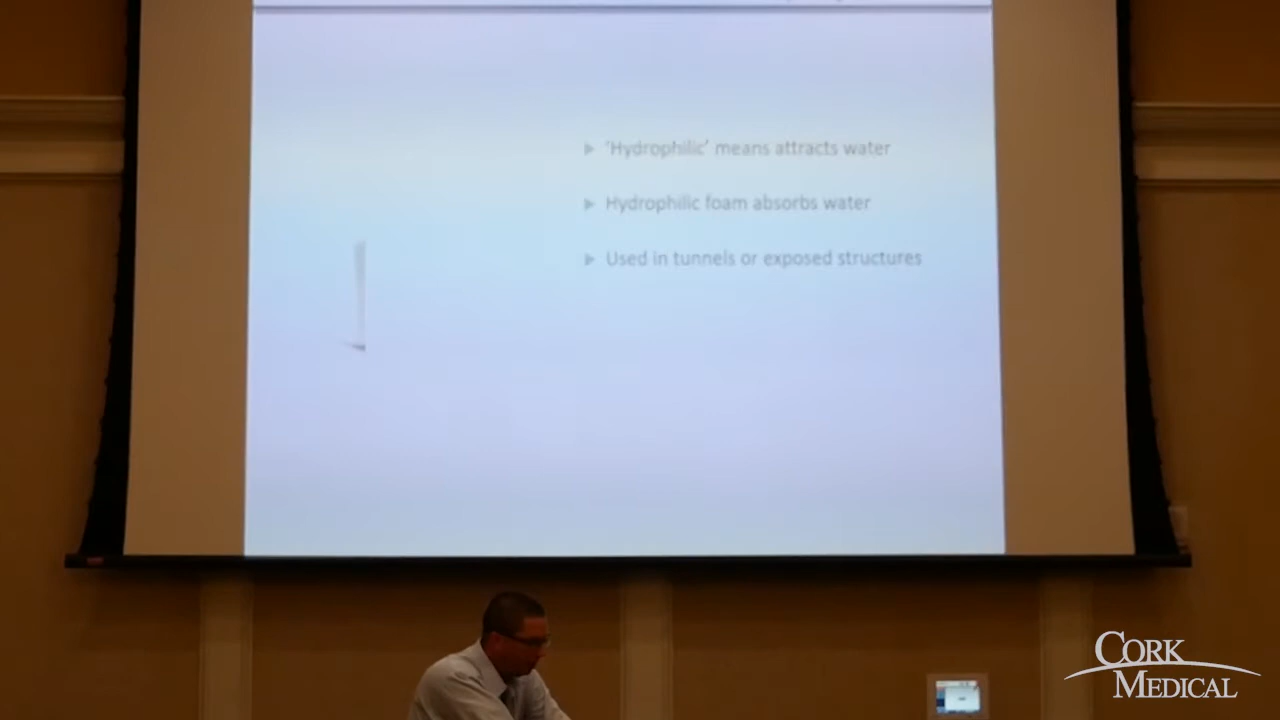 'Hydrophilic' means attracts water
Hydrophilic foam absorbs water
Used in tunnels or exposed structures
CORK
MEDICAL